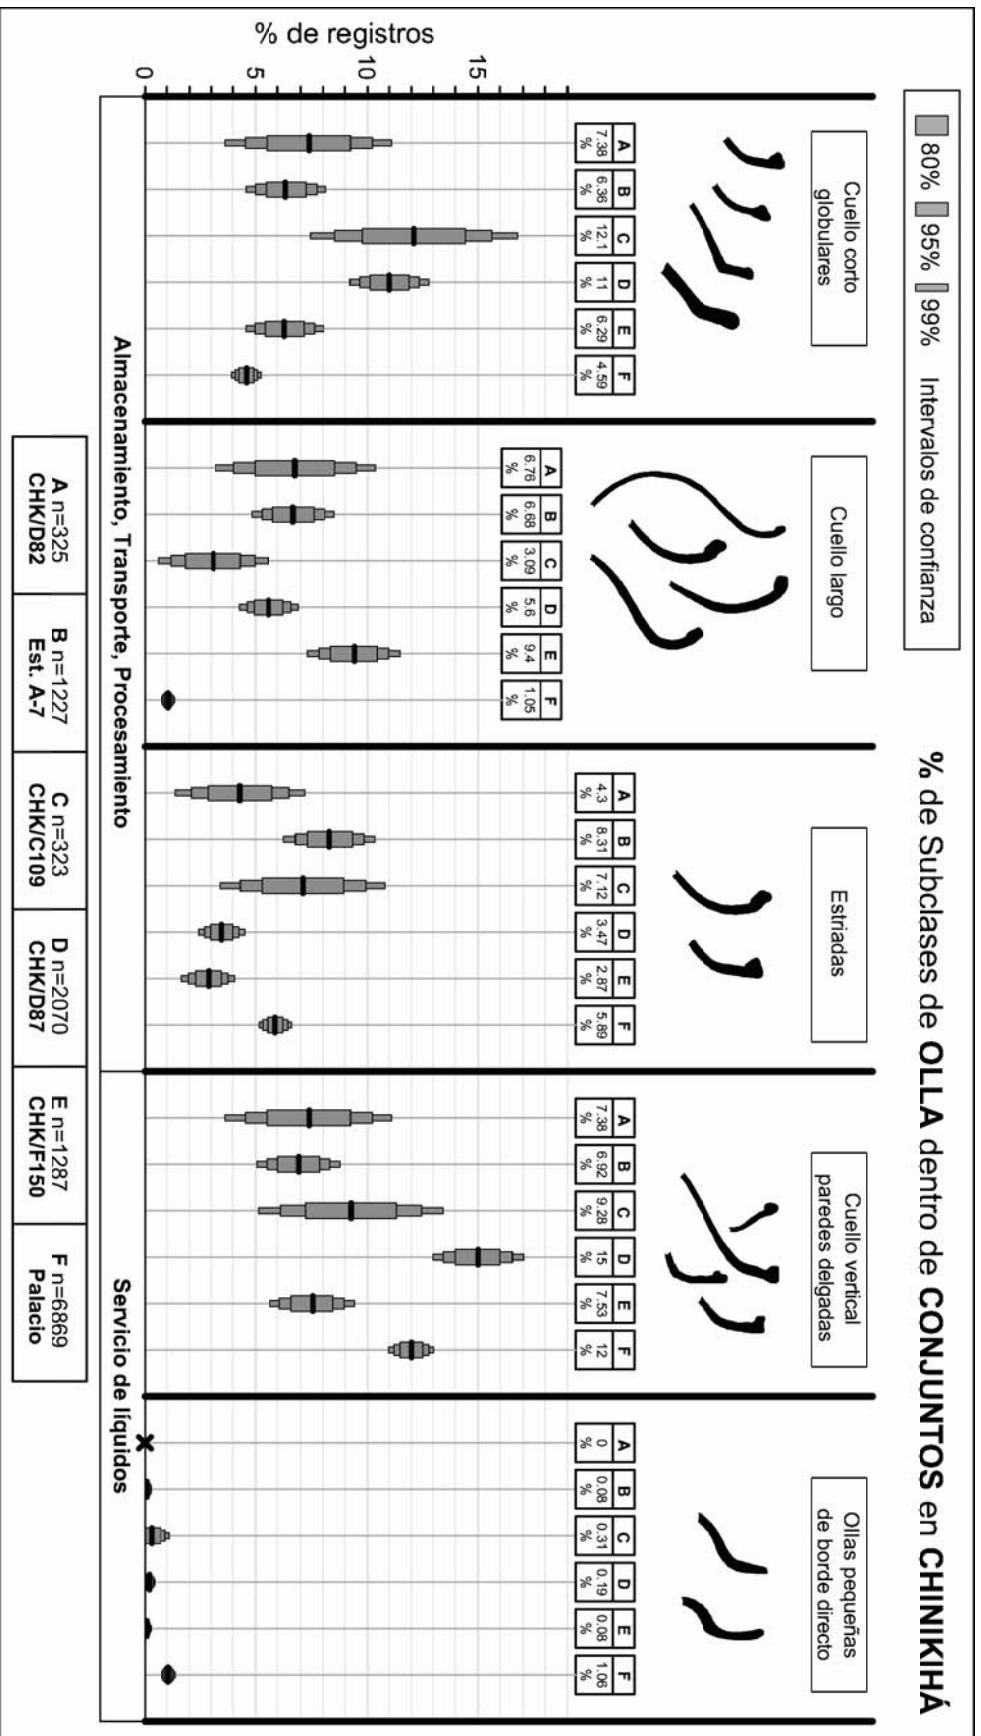 % de Subclases de OLLA dentro de CONJUNTOS en CHINIKIHÁ
80% 95% 99% Intervalos de confianza
Cuello corto
globulares
Cuello largo
Estriadas
Cuello vertical
paredes delgadas
Ollas pequeñas
de borde directo
A B C D E F
7.38 6.36 12.1 11 6.29 4.59
% % % % % %
A B C D E F
6.76 6.68 3.09 5.6 9.4 1.05
% % % % % %
A B C D E F
4.3 8.31 7.12 3.47 2.87 5.89
% % % % % %
A B C D E F
7.38 6.92 9.28 15 7.53 12
% % % % % %
A B C D E F
0 0.08 0.31 0.19 0.08 1.06
% % % % % %
% de registros
15
10
5
0
Almacenamiento, Transporte, Procesamiento
Servicio de líquidos
A n=325
CHK/D82
B n=1227
Est. A-7
C n=323
CHK/C109
D n=2070
CHK/D87
E n=1287
CHK/F150
F n=6869
Palacio